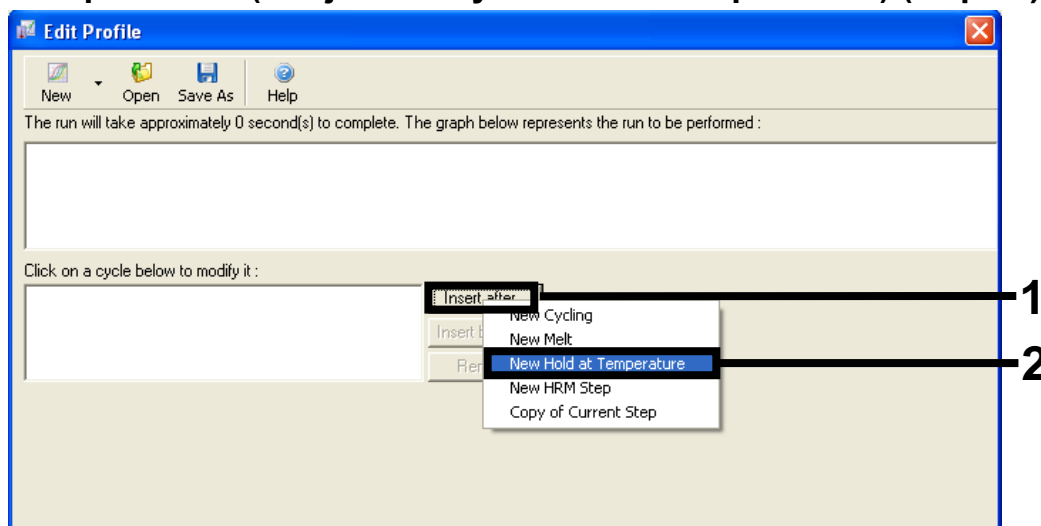 Edit Profile
New Open Save As Help
The run will take approximately 0 second(s) to complete. The graph below represents the run to be performed :
Click on a cycle below to modify it :
Insert after...
1
New Cycling
Insert
New Melt
New Hold at Temperature
2
New HRM Step
Copy of Current Step